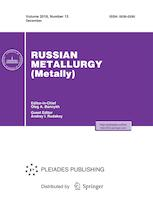 Volume 2019, Number 13
December
ISSN: 0036-0295
RUSSIAN
METALLURGY
(Metally)
Editor-in-Chief
Oleg A. Bannykh
Guest Editor
Andrey I. Rudskoy
PLEIADES PUBLISHING
Distributed by
Springer